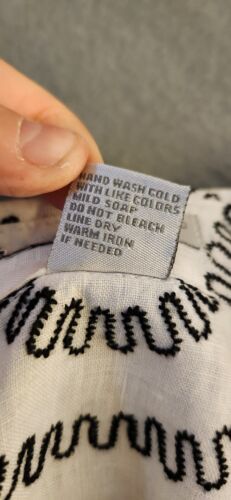 HAND WASH COLD
WITH LIKE COLORS
MILD SOAP
DO NOT BLEACH
LINE DRY
WARM IRON
IF NEEDED